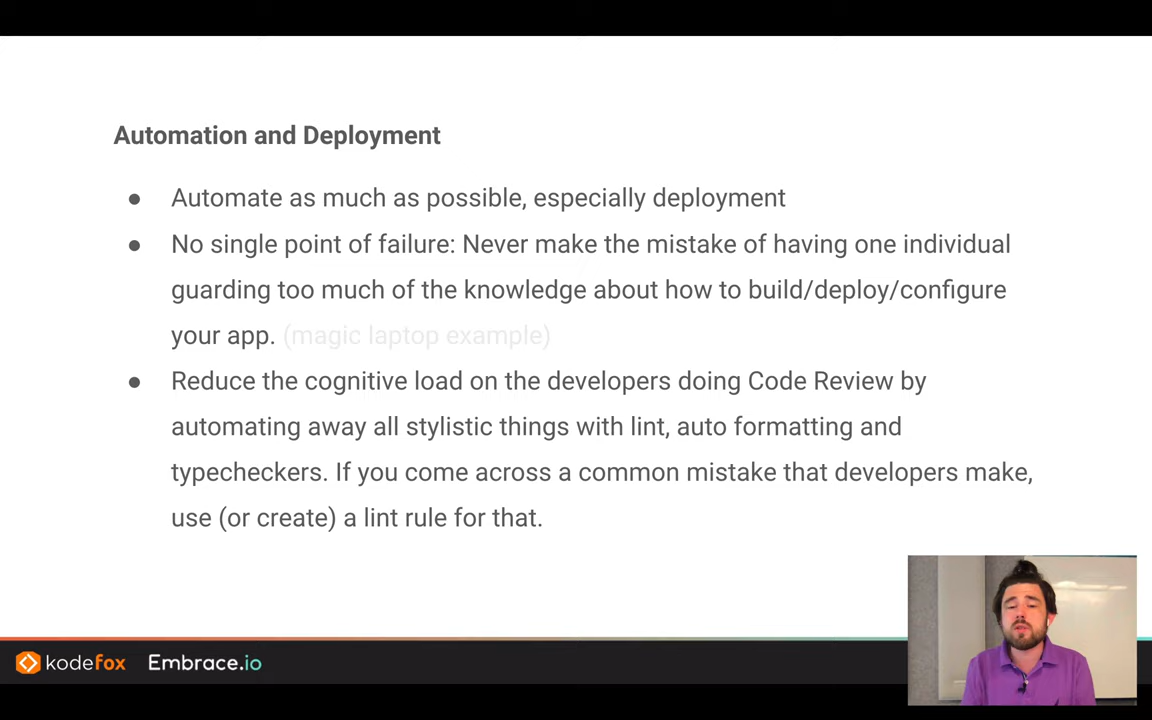 Automation and Deployment
● Automate as much as possible, especially deployment
● No single point of failure: Never make the mistake of having one individual
guarding too much of the knowledge about how to build/deploy/configure
your app. (magic laptop example)
● Reduce the cognitive load on the developers doing Code Review by
automating away all stylistic things with lint, auto formatting and
typecheckers. If you come across a common mistake that developers make,
use (or create) a lint rule for that.
kodefox Embrace.io